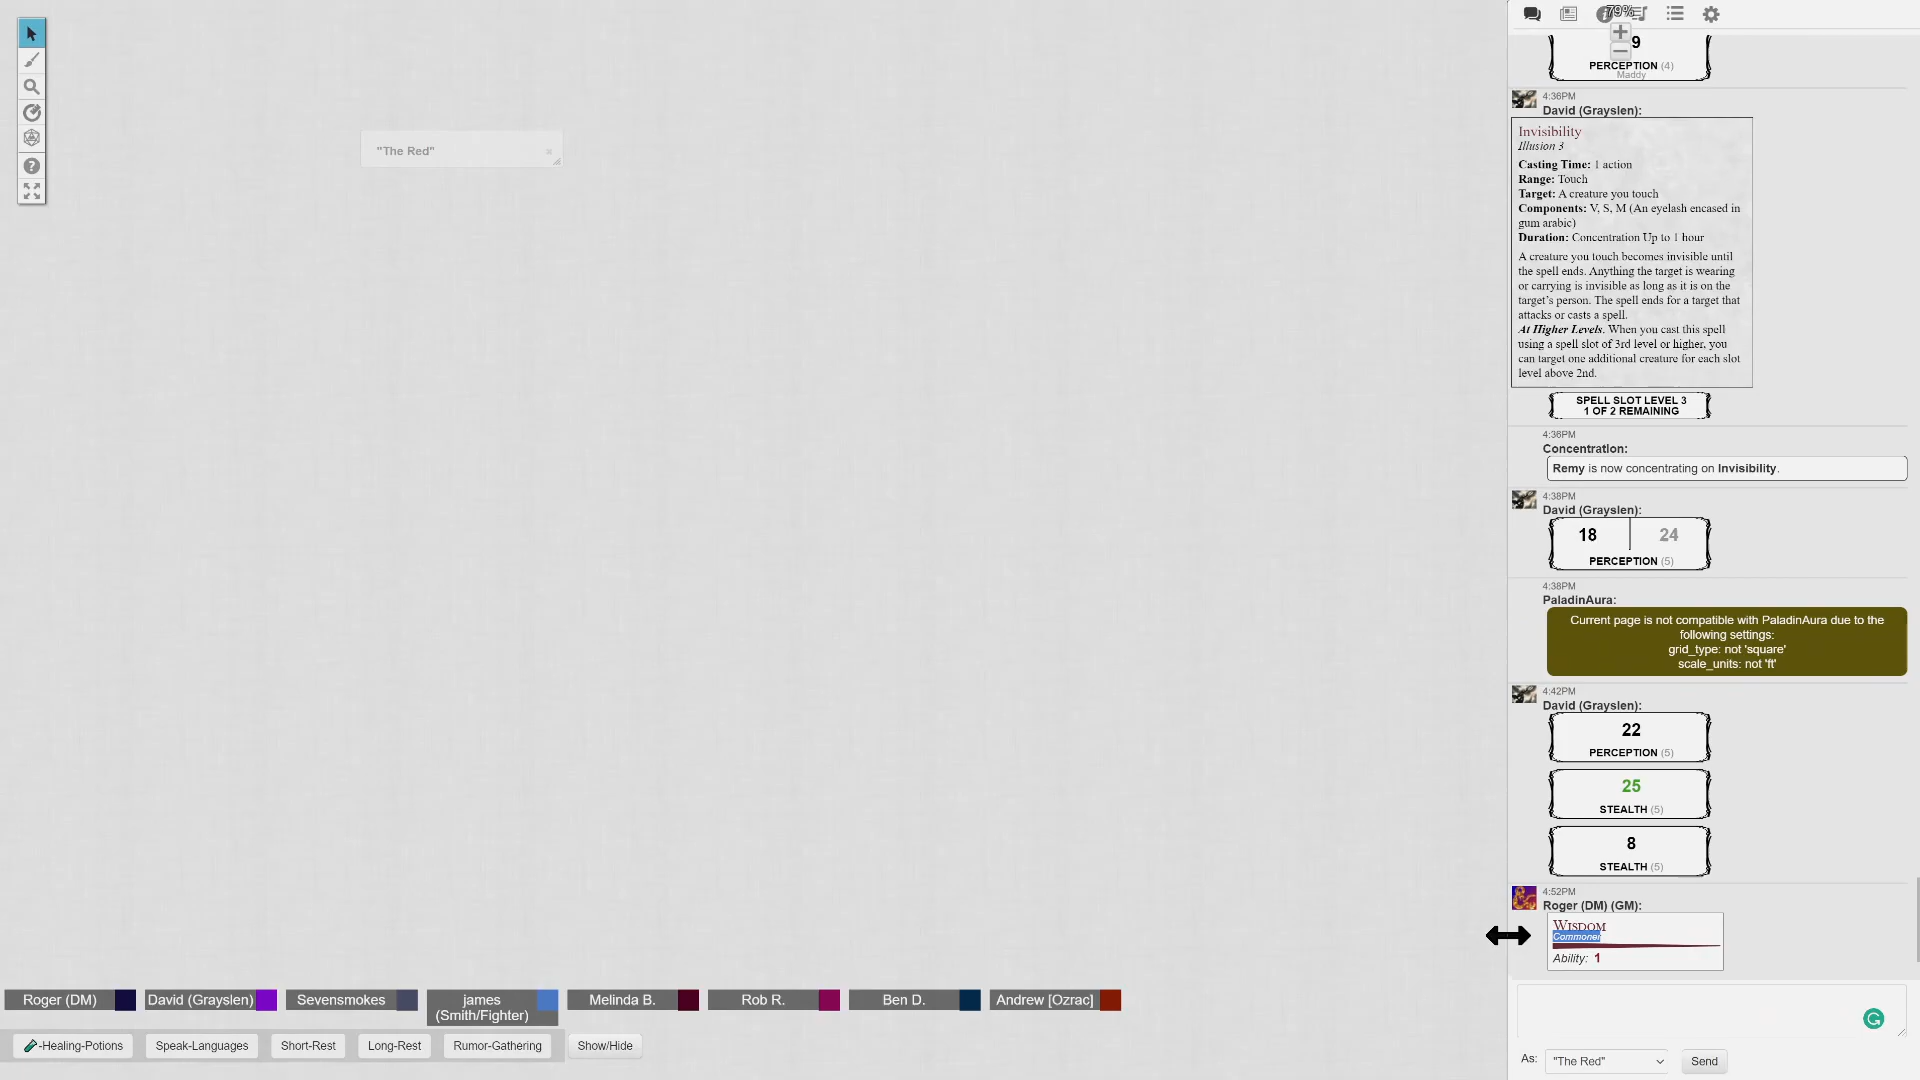 79%
9
PERCEPTION (4)
Maddy
4:36PM
David (Grayslen):
Invisibility
Illusion 3
Casting Time: 1 action
Range: Touch
Target: A creature you touch
Components: V, S, M (An eyelash encased in
gum arabic)
Duration: Concentration Up to 1 hour
A creature you touch becomes invisible until
the spell ends. Anything the target is wearing
or carrying is invisible as long as it is on the
target's person. The spell ends for a target that
attacks or casts a spell.
At Higher Levels. When you cast this spell
using a spell slot of 3rd level or higher, you
can target one additional creature for each slot
level above 2nd.
SPELL SLOT LEVEL 3
1 OF 2 REMAINING
4:36PM
Concentration:
Remy is now concentrating on Invisibility.
4:38PM
David (Grayslen):
18 24
PERCEPTION (5)
4:38PM
PaladinAura:
Current page is not compatible with PaladinAura due to the
following settings:
grid_type: not 'square'
scale_units: not 'ft'
4:42PM
David (Grayslen):
22
PERCEPTION (5)
25
STEALTH (5)
8
STEALTH (5)
4:52PM
Roger (DM) (GM):
WISDOM
Commoner
Ability: 1
As: "The Red" Send
"The Red"
Roger (DM) David (Grayslen) Sevensmokes james Melinda B. Rob R. Ben D. Andrew [Ozrac]
(Smith/Fighter)
-Healing-Potions Speak-Languages Short-Rest Long-Rest Rumor-Gathering Show/Hide